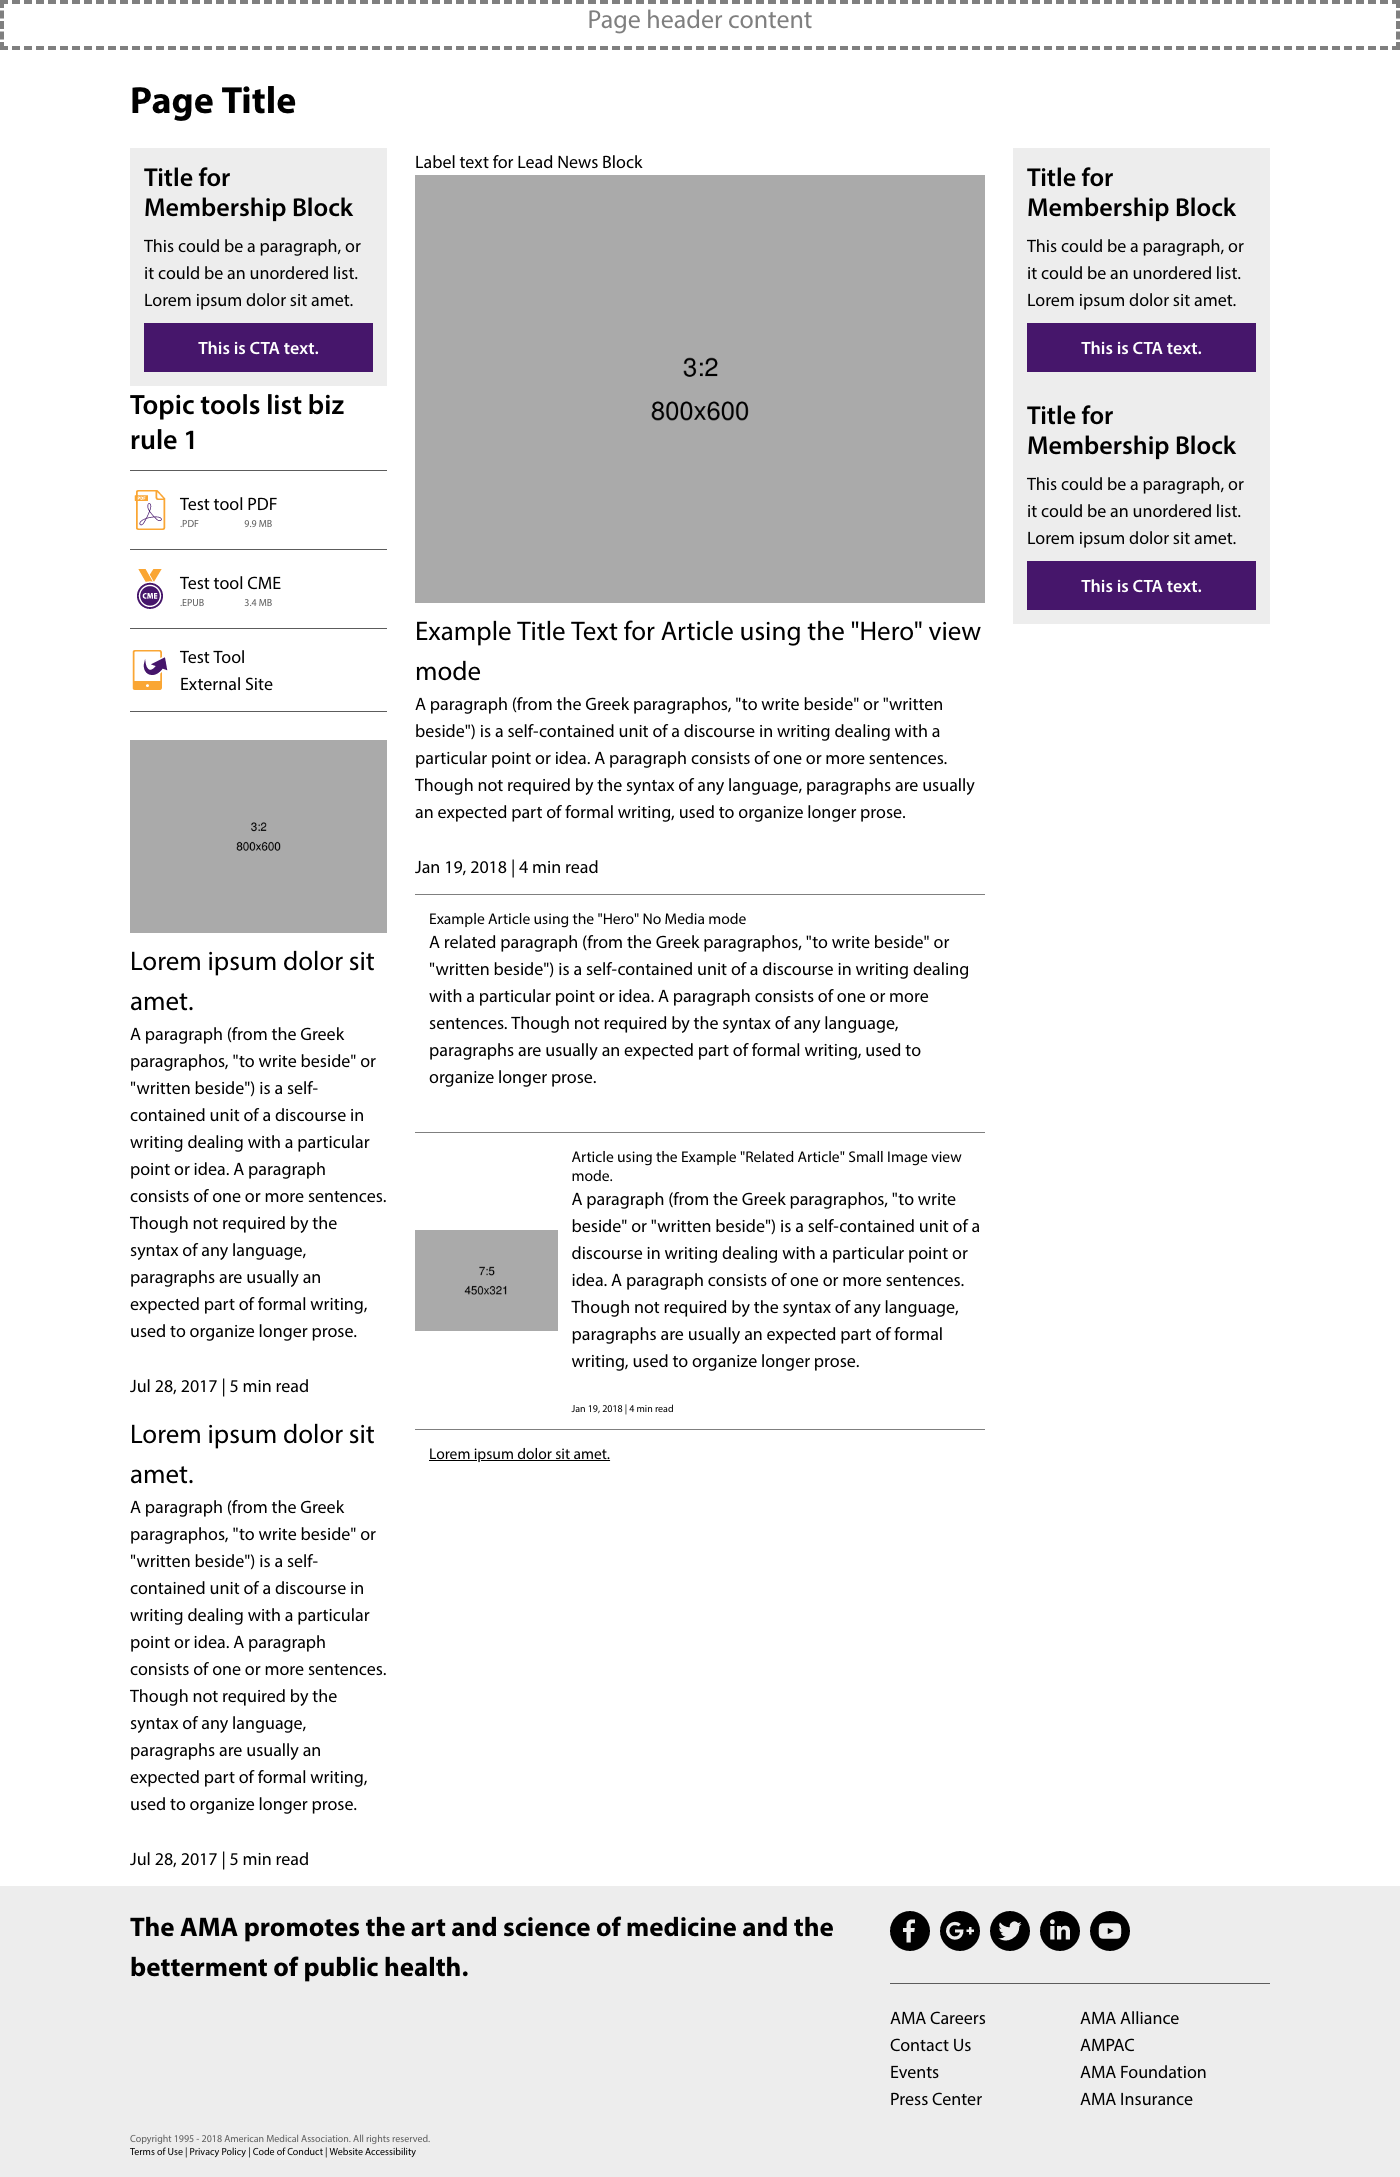 Page header content
Page Title
Title for
Membership Block
This could be a paragraph, or
it could be an unordered list.
Lorem ipsum dolor sit amet.
This is CTA text.
Topic tools list biz
rule 1
PDF
Test tool PDF
.PDF 9.9 MB
CME
Test tool CME
.EPUB 3.4 MB
Test Tool
External Site
3:2
800x600
Lorem ipsum dolor sit
amet.
A paragraph (from the Greek
paragraphos, "to write beside" or
"written beside") is a self-
contained unit of a discourse in
writing dealing with a particular
point or idea. A paragraph
consists of one or more sentences.
Though not required by the
syntax of any language,
paragraphs are usually an
expected part of formal writing,
used to organize longer prose.
Jul 28, 2017 | 5 min read
Lorem ipsum dolor sit
amet.
A paragraph (from the Greek
paragraphos, "to write beside" or
"written beside") is a self-
contained unit of a discourse in
writing dealing with a particular
point or idea. A paragraph
consists of one or more sentences.
Though not required by the
syntax of any language,
paragraphs are usually an
expected part of formal writing,
used to organize longer prose.
Jul 28, 2017 | 5 min read
Label text for Lead News Block
3:2
800x600
Example Title Text for Article using the "Hero" view
mode
A paragraph (from the Greek paragraphos, "to write beside" or "written
beside") is a self-contained unit of a discourse in writing dealing with a
particular point or idea. A paragraph consists of one or more sentences.
Though not required by the syntax of any language, paragraphs are usually
an expected part of formal writing, used to organize longer prose.
Jan 19, 2018 | 4 min read
Example Article using the "Hero" No Media mode
A related paragraph (from the Greek paragraphos, "to write beside" or
"written beside") is a self-contained unit of a discourse in writing dealing
with a particular point or idea. A paragraph consists of one or more
sentences. Though not required by the syntax of any language,
paragraphs are usually an expected part of formal writing, used to
organize longer prose.
7:5
450x321
Article using the Example "Related Article" Small Image view
mode.
A paragraph (from the Greek paragraphos, "to write
beside" or "written beside") is a self-contained unit of a
discourse in writing dealing with a particular point or
idea. A paragraph consists of one or more sentences.
Though not required by the syntax of any language,
paragraphs are usually an expected part of formal
writing, used to organize longer prose.
Jan 19, 2018 | 4 min read
Lorem ipsum dolor sit amet.
Title for
Membership Block
This could be a paragraph, or
it could be an unordered list.
Lorem ipsum dolor sit amet.
This is CTA text.
Title for
Membership Block
This could be a paragraph, or
it could be an unordered list.
Lorem ipsum dolor sit amet.
This is CTA text.
The AMA promotes the art and science of medicine and the
betterment of public health.
AMA Careers
Contact Us
Events
Press Center
AMA Alliance
AMPAC
AMA Foundation
AMA Insurance
Copyright 1995 - 2018 American Medical Association. All rights reserved.
Terms of Use | Privacy Policy | Code of Conduct | Website Accessibility